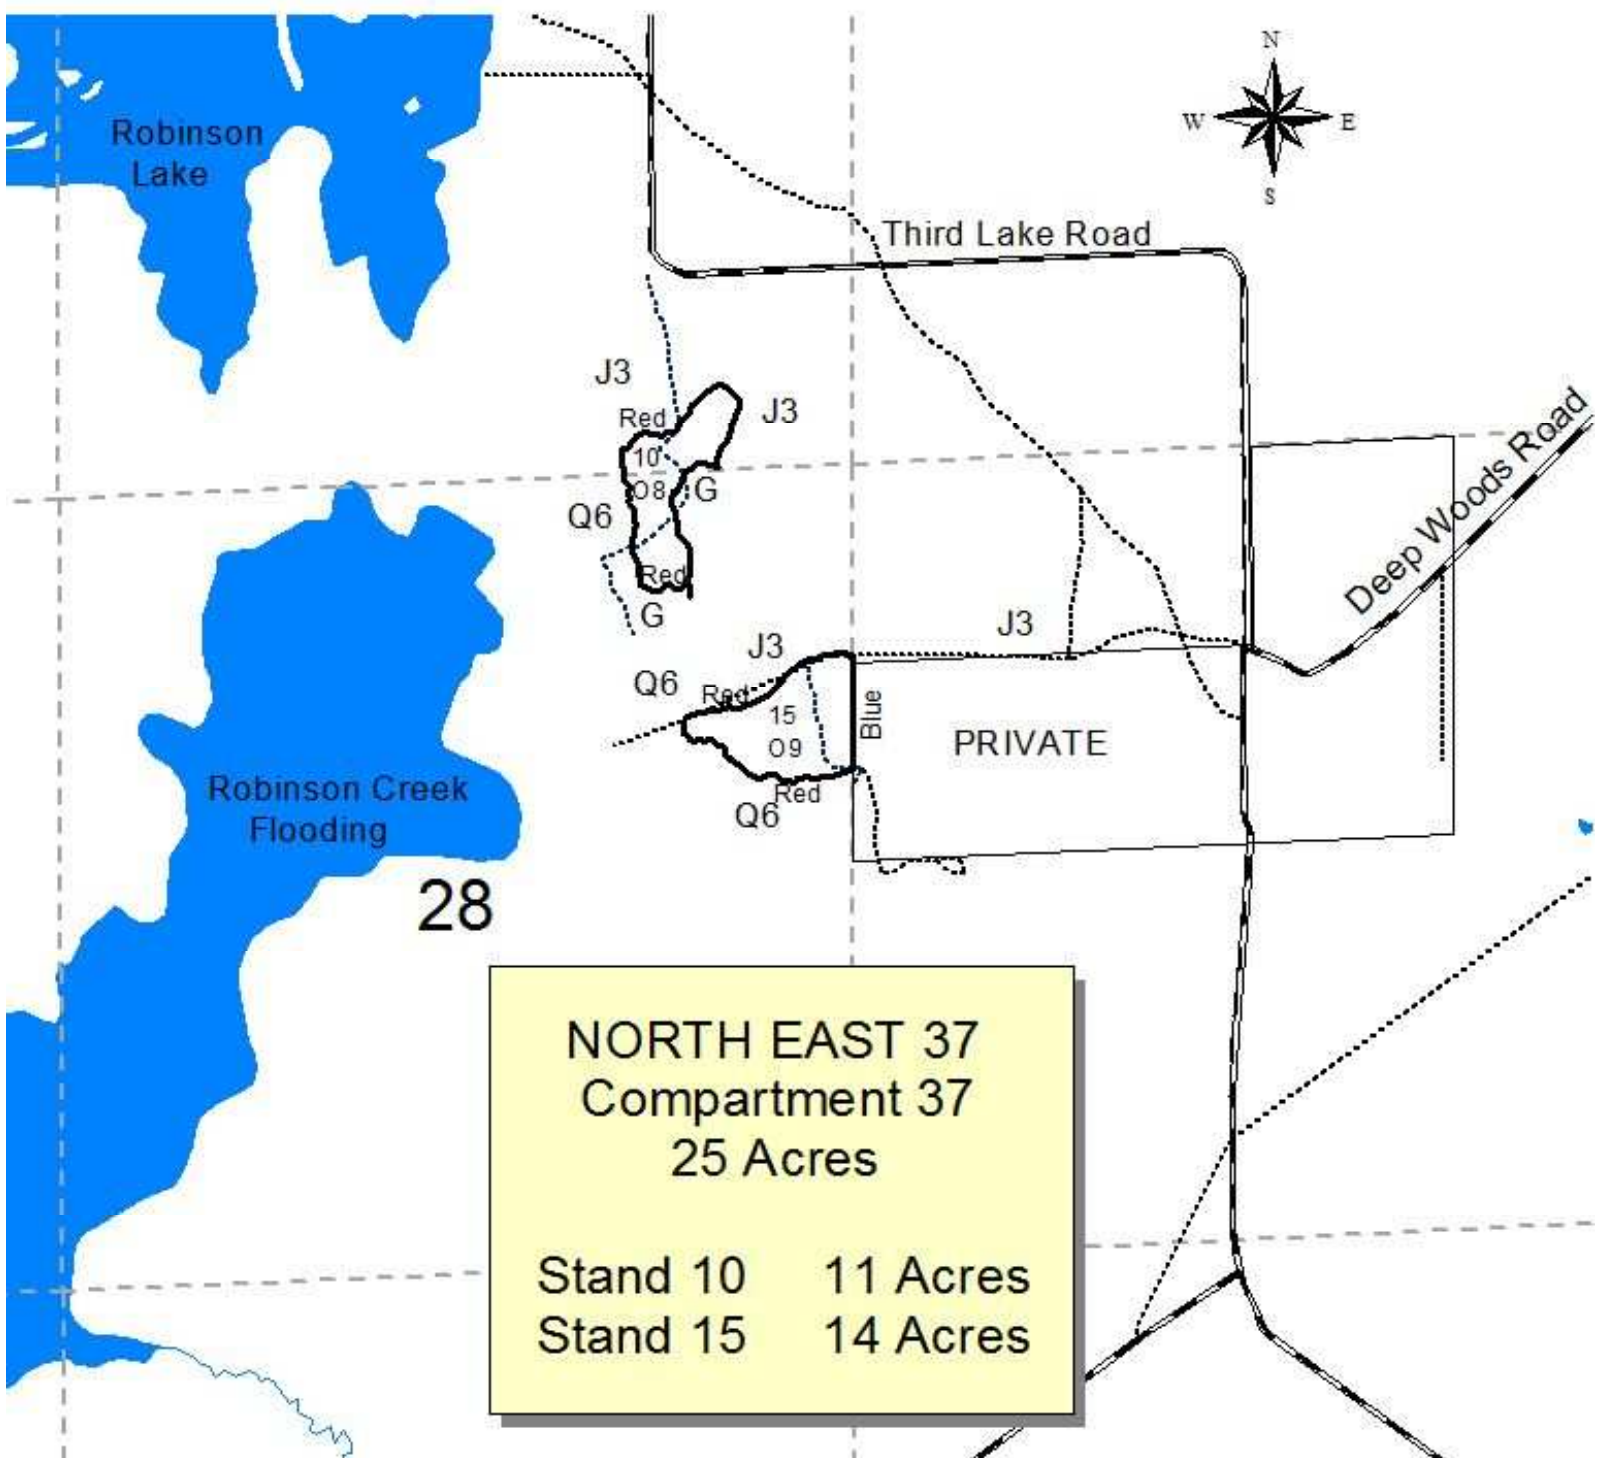 N
W E
S
Robinson
Lake
Third Lake Road
J3
J3
Red
10
O8
G
Q6
Red
G
Deep Woods Road
J3
J3
Q6
Red
15
O9
Blue
PRIVATE
Red
Q6
Robinson Creek
Flooding
28
NORTH EAST 37
Compartment 37
25 Acres
Stand 10 11 Acres
Stand 15 14 Acres